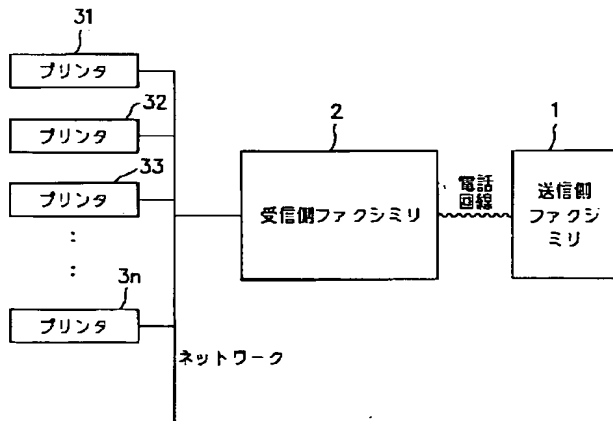 31
プリンタ
32
プリンタ
33
プリンタ
:
:
3n
プリンタ
ネットワーク
2
受信側ファクシミリ
電話
回線
1
送信側
ファクシ
ミリ